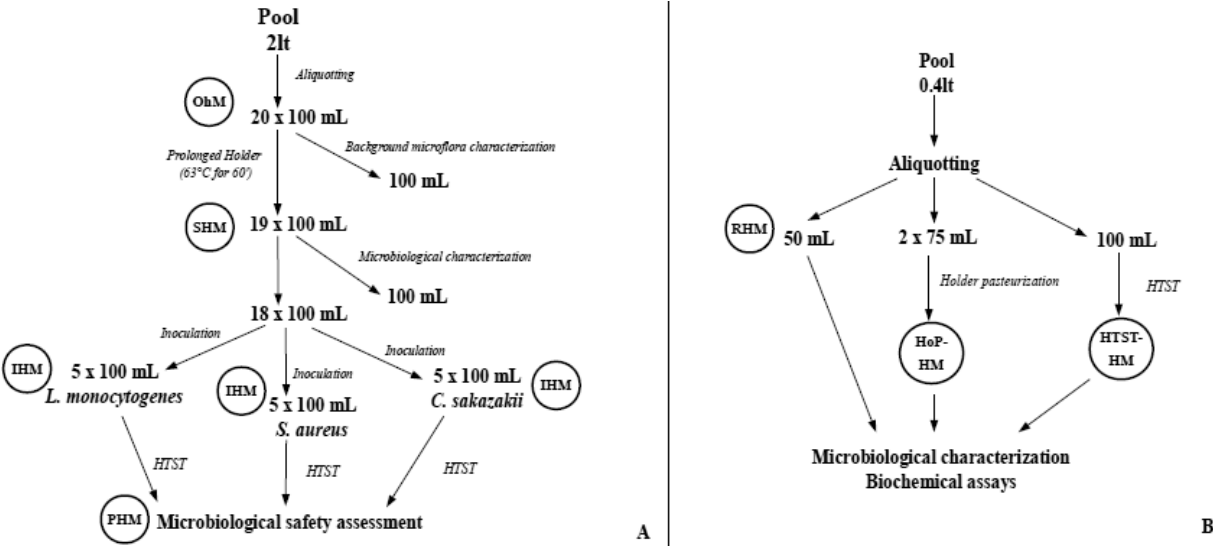 Pool
2lt
Aliquotting
OhM
20 x 100 mL
Prolonged Holder
(63°C for 60')
Background microflora characterization
100 mL
SHM
19 x 100 mL
Microbiological characterization
100 mL
18 x 100 mL
Inoculation
Inoculation
Inoculation
IHM
5 x 100 mL
L. monocytogenes
IHM
5 x 100 mL
S. aureus
5 x 100 mL
C. sakazakii
IHM
HTST
HTST
HTST
PHM
Microbiological safety assessment
A
Pool
0.4lt
Aliquotting
RHM
50 mL
2 x 75 mL
100 mL
Holder pasteurization
HTST
HoP-
HM
HTST-
HM
Microbiological characterization
Biochemical assays
B